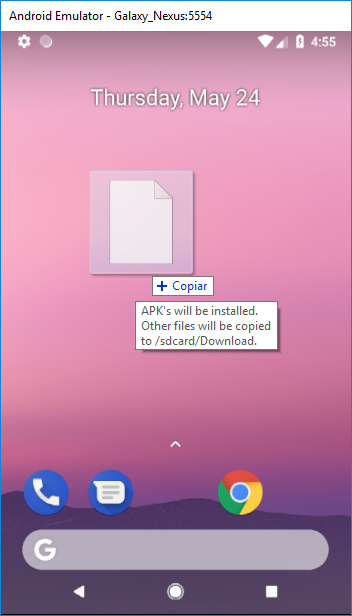 Android Emulator - Galaxy_Nexus:5554
4:55
Thursday, May 24
+ Copiar
APK's will be installed.
Other files will be copied
to /sdcard/Download.
G